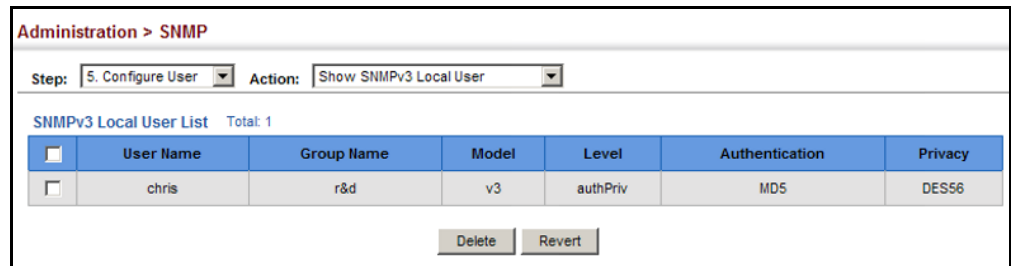 Administration > SNMP
Step: 5. Configure User Action: Show SNMPv3 Local User
SNMPv3 Local User List Total: 1
User Name Group Name Model Level Authentication Privacy
chris r&d v3 authPriv MD5 DES56
Delete Revert